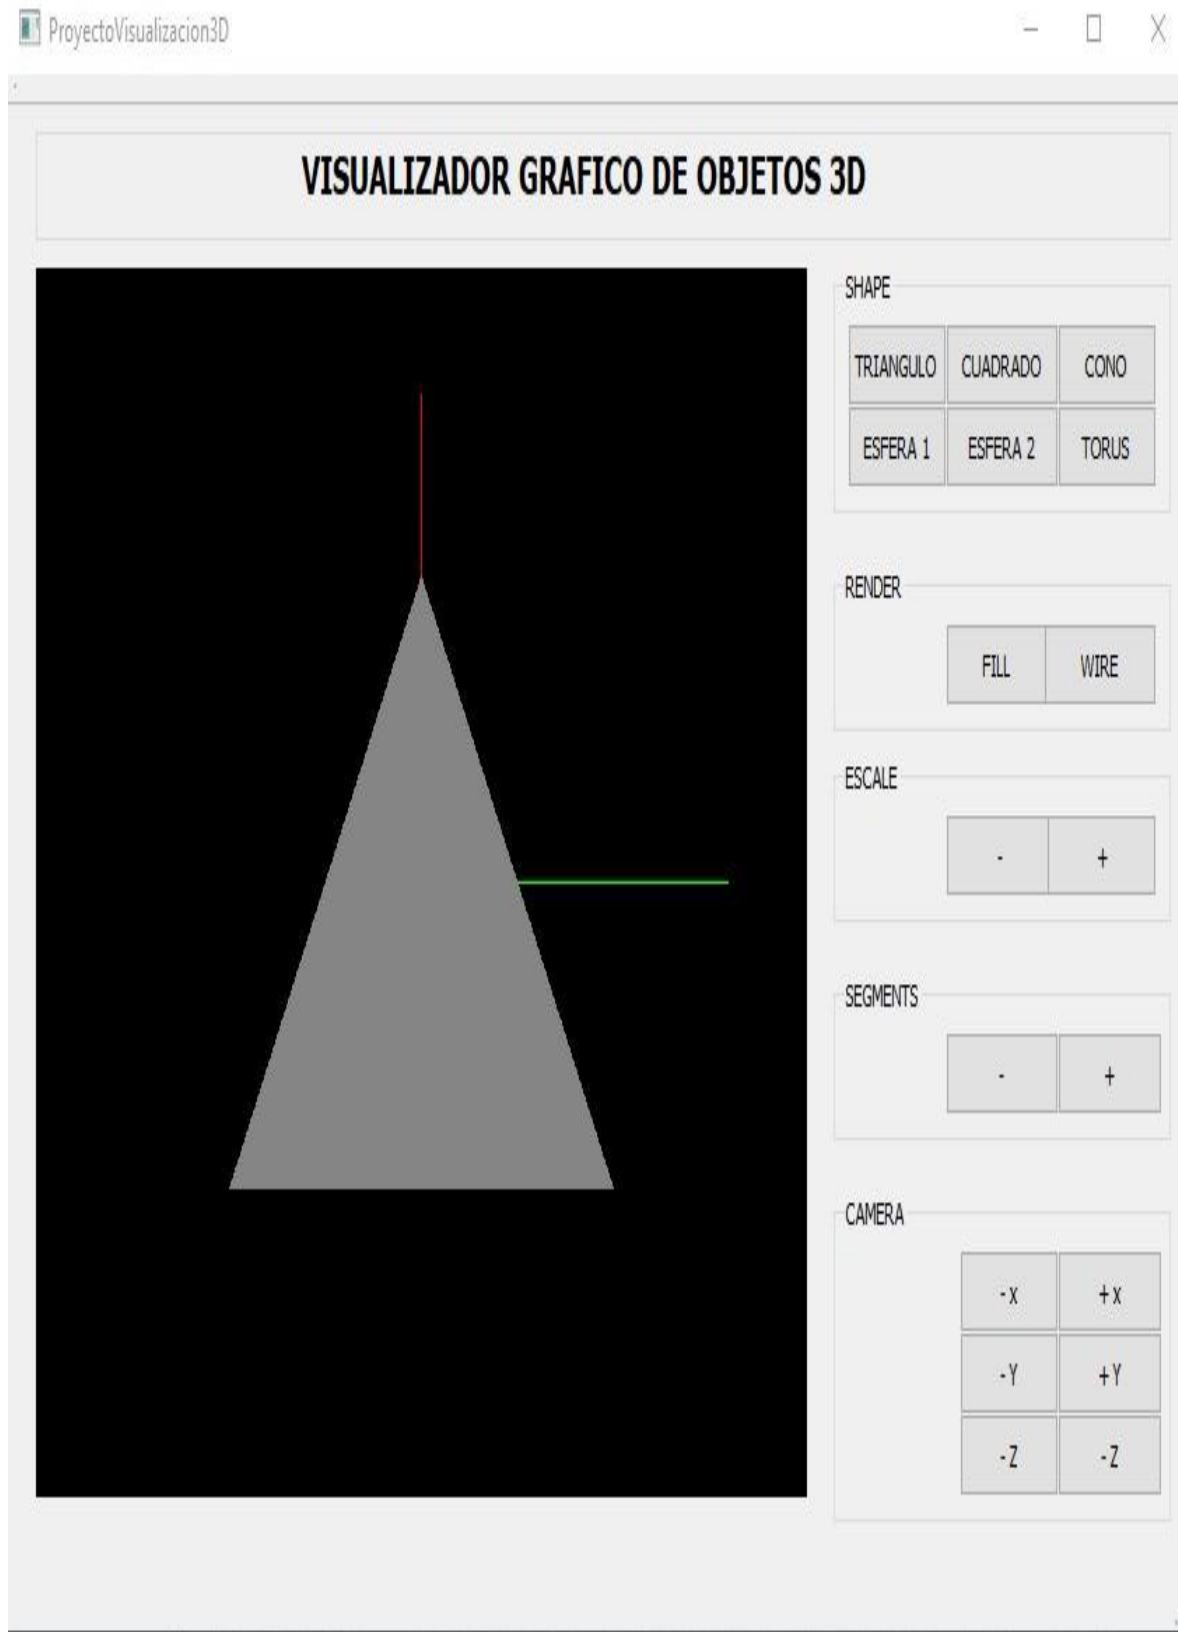 ProyectoVisualizacion3D
VISUALIZADOR GRAFICO DE OBJETOS 3D
SHAPE
TRIANGULO CUADRADO CONO
ESFERA 1 ESFERA 2 TORUS
RENDER
FILL WIRE
ESCALE
- +
SEGMENTS
- +
CAMERA
- x + x
- Y + Y
- Z - Z